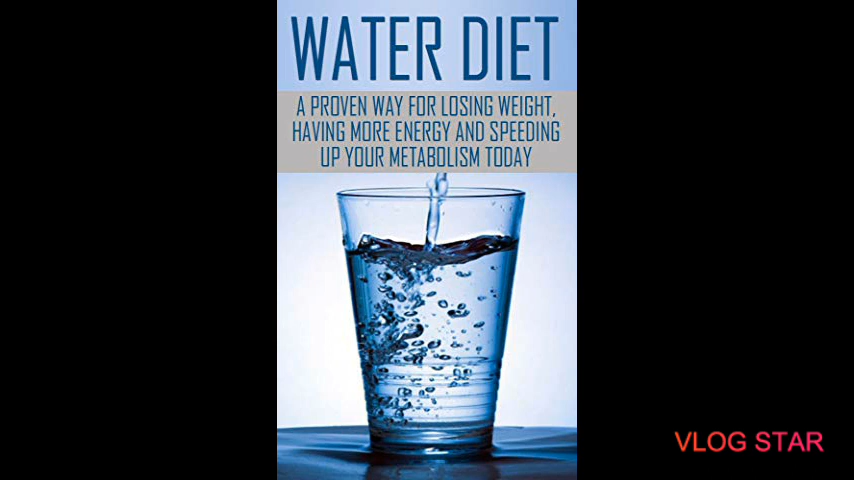 WATER DIET
A PROVEN WAY FOR LOSING WEIGHT,
HAVING MORE ENERGY AND SPEEDING
UP YOUR METABOLISM TODAY
VLOG STAR